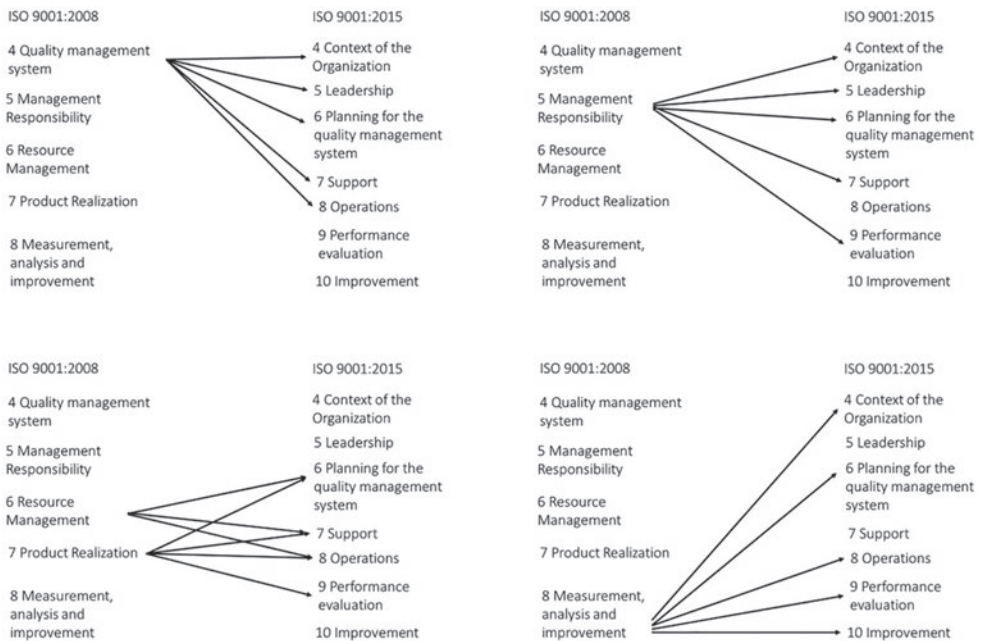 ISO 9001:2008
4 Quality management
system
5 Management
Responsibility
6 Resource
Management
7 Product Realization
8 Measurement,
analysis and
improvement
ISO 9001:2015
4 Context of the
Organization
5 Leadership
6 Planning for the
quality management
system
7 Support
8 Operations
9 Performance
evaluation
10 Improvement
ISO 9001:2008
4 Quality management
system
5 Management
Responsibility
6 Resource
Management
7 Product Realization
8 Measurement,
analysis and
improvement
ISO 9001:2015
4 Context of the
Organization
5 Leadership
6 Planning for the
quality management
system
7 Support
8 Operations
9 Performance
evaluation
10 Improvement
ISO 9001:2008
4 Quality management
system
5 Management
Responsibility
6 Resource
Management
7 Product Realization
8 Measurement,
analysis and
improvement
ISO 9001:2015
4 Context of the
Organization
5 Leadership
6 Planning for the
quality management
system
7 Support
8 Operations
9 Performance
evaluation
10 Improvement
ISO 9001:2008
4 Quality management
system
5 Management
Responsibility
6 Resource
Management
7 Product Realization
8 Measurement,
analysis and
improvement
ISO 9001:2015
4 Context of the
Organization
5 Leadership
6 Planning for the
quality management
system
7 Support
8 Operations
9 Performance
evaluation
10 Improvement